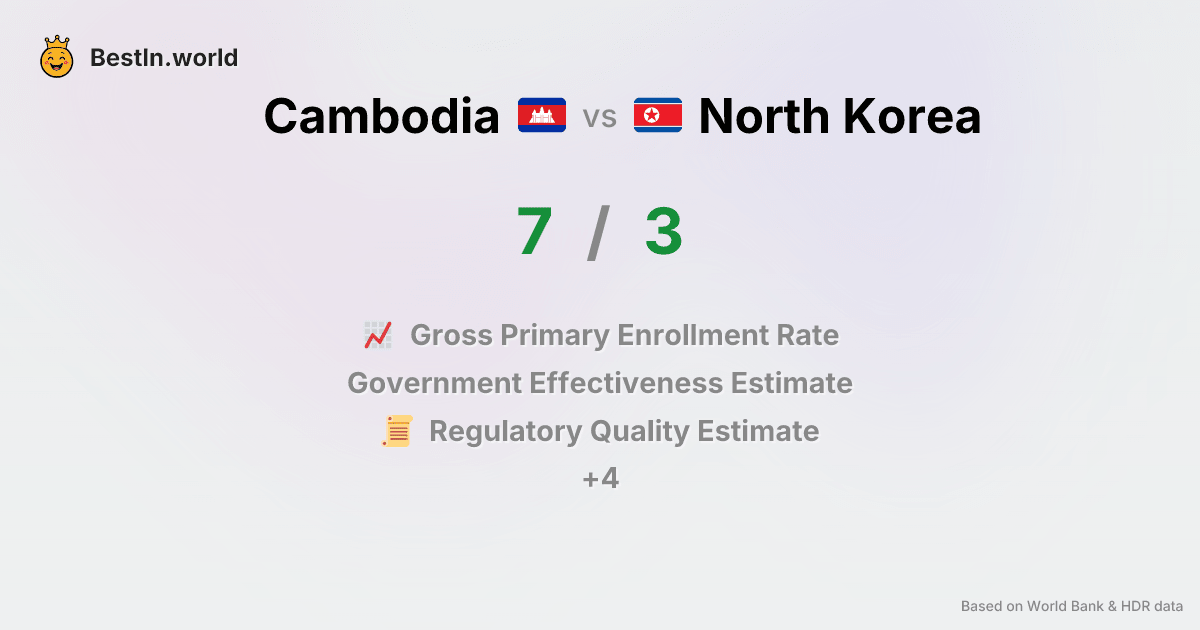 BestIn.world
Cambodia vs North Korea
7 / 3
Gross Primary Enrollment Rate
Government Effectiveness Estimate
Regulatory Quality Estimate
+4
Based on World Bank & HDR data